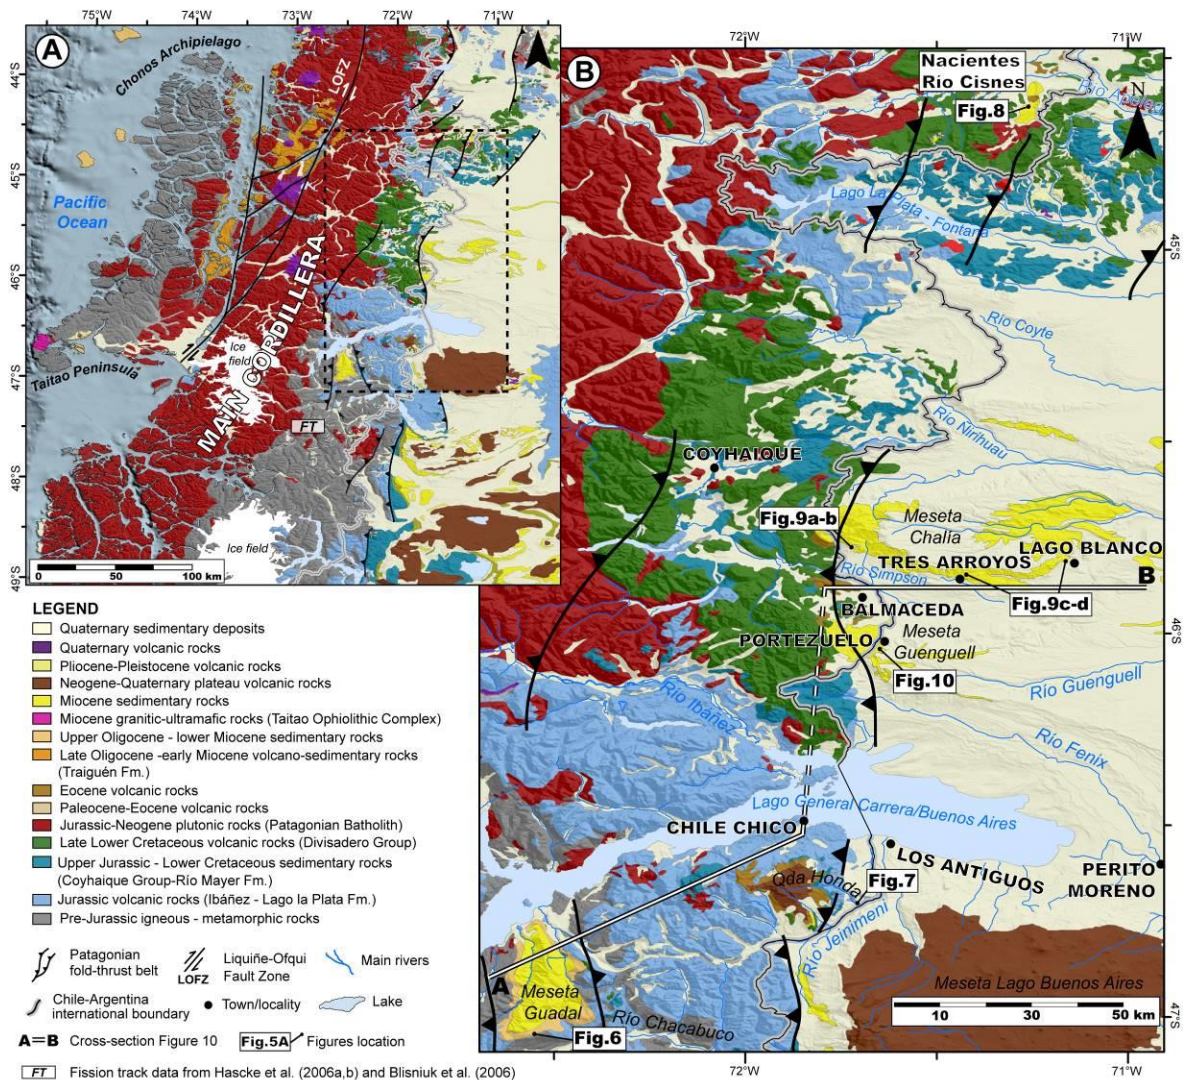 75°W
74°W
73°W
72°W
71°W
A
44°S
45°S
46°S
47°S
48°S
49°S
Chonos Archipielago
LOFZ
Pacific
Ocean
MAIN CORDILLERA
Ice
field
Taitao Peninsula
FT
Ice field
0 50 100 km
72°W
71°W
B
Nacientes
Río Cisnes
Fig.8
N
Lago La Plata - Fontana
45°S
Río Coyte
Río Ñirihuau
COYHAIQUE
Fig.9a-b
Meseta
Chalía
LAGO BLANCO
TRES ARROYOS
Río Simpson
B
Fig.9c-d
BALMACEDA
PORTEZUELO
Meseta
Guenguell
46°S
Fig.10
Río Guenguell
Río Ibáñez
Río Fenix
Lago General Carrera/Buenos Aires
CHILE CHICO
LOS ANTIGUOS
PERITO
MORENO
Qda Honda
Fig.7
Río Jeinimeni
A
Meseta
Guadal
Meseta Lago Buenos Aires
0 10 20 30 40 50 km
Río Chacabuco
Fig.6
47°S
72°W
71°W
LEGEND
Quaternary sedimentary deposits
Quaternary volcanic rocks
Pliocene-Pleistocene volcanic rocks
Neogene-Quaternary plateau volcanic rocks
Miocene sedimentary rocks
Miocene granitic-ultramafic rocks (Taitao Ophiolithic Complex)
Upper Oligocene - lower Miocene sedimentary rocks
Late Oligocene -early Miocene volcano-sedimentary rocks
(Traiguén Fm.)
Eocene volcanic rocks
Paleocene-Eocene volcanic rocks
Jurassic-Neogene plutonic rocks (Patagonian Batholith)
Late Lower Cretaceous volcanic rocks (Divisadero Group)
Upper Jurassic - Lower Cretaceous sedimentary rocks
(Coyhaique Group-Río Mayer Fm.)
Jurassic volcanic rocks (Ibáñez - Lago la Plata Fm.)
Pre-Jurassic igneous - metamorphic rocks
Patagonian
fold-thrust belt
LOFZ
Liquiñe-Ofqui
Fault Zone
Main rivers
Chile-Argentina
international boundary
Town/locality
Lake
A=B Cross-section Figure 10
Fig.5A Figures location
FT Fission track data from Hascke et al. (2006a,b) and Blisniuk et al. (2006)